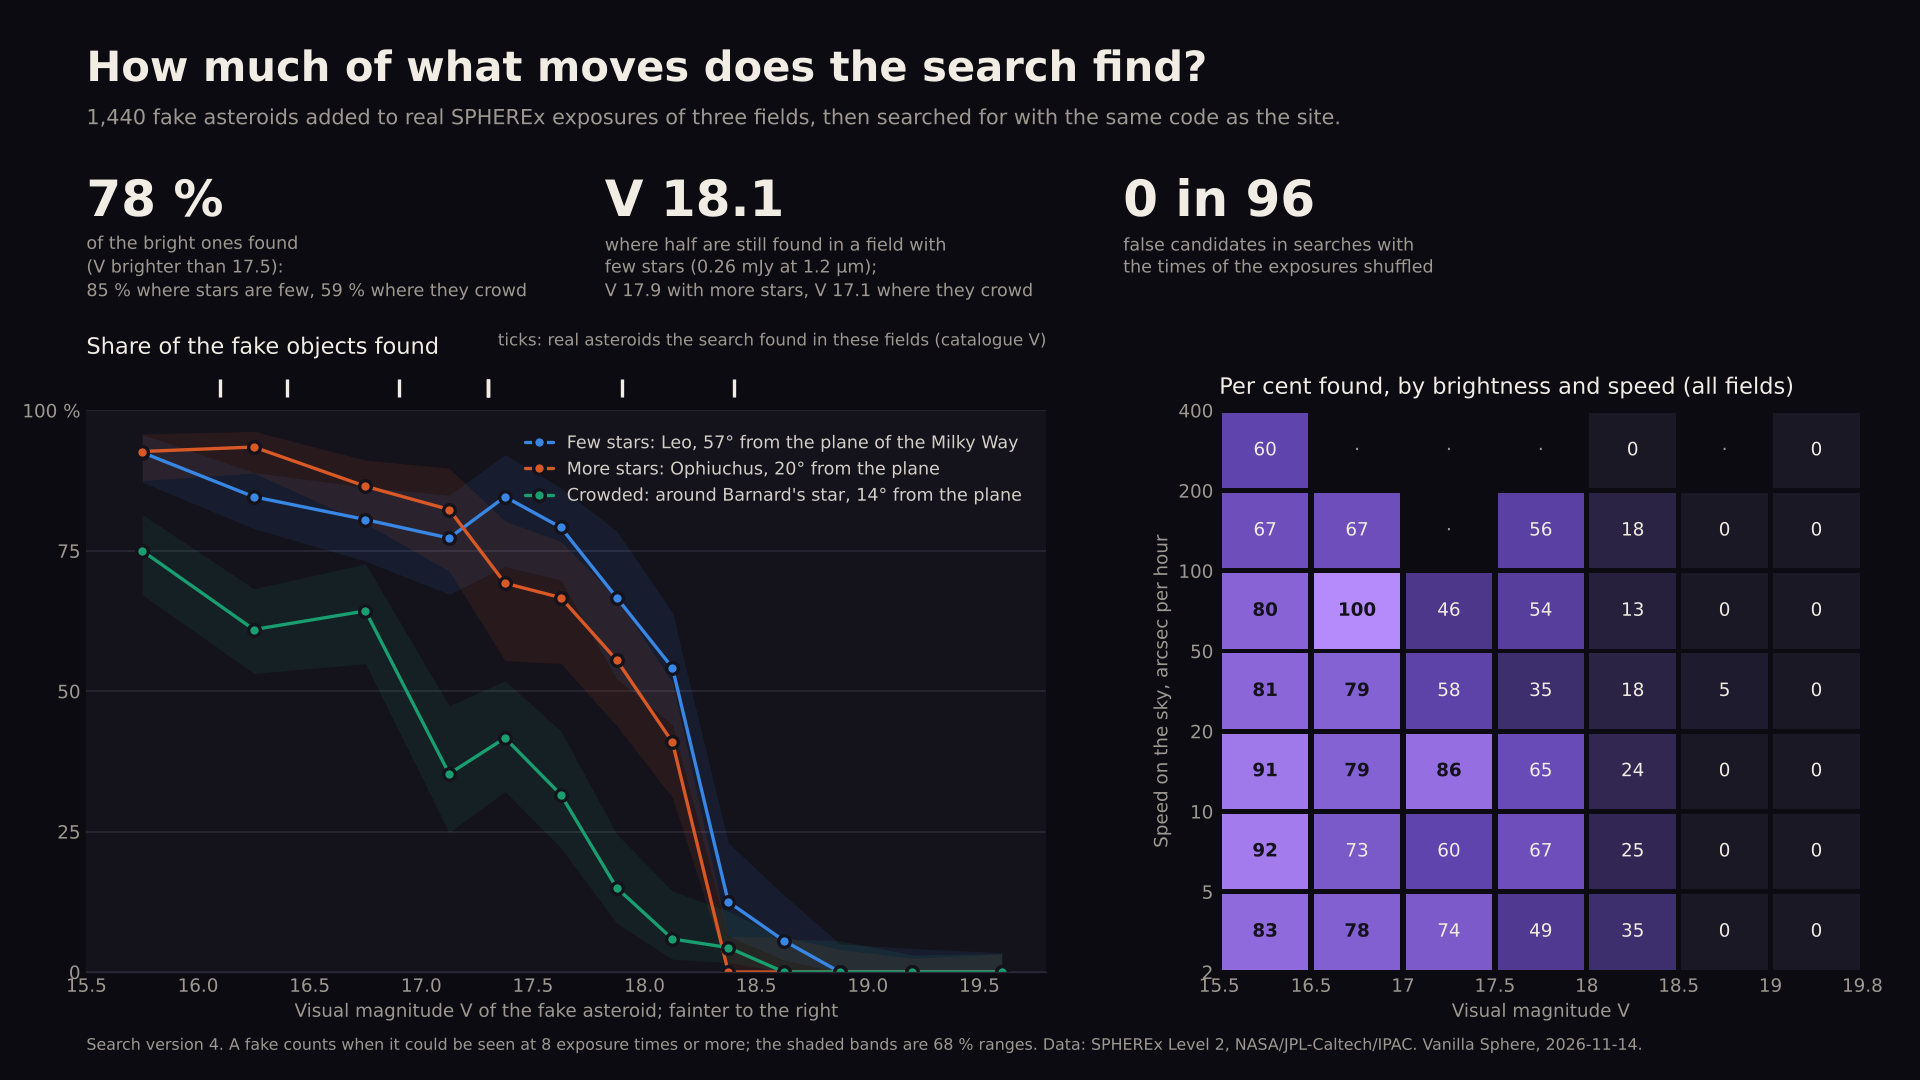 How much of what moves does the search find?
1,440 fake asteroids added to real SPHEREx exposures of three fields, then searched for with the same code as the site.
78 %
of the bright ones found
(V brighter than 17.5):
85 % where stars are few, 59 % where they crowd
V 18.1
where half are still found in a field with
few stars (0.26 mJy at 1.2 µm);
V 17.9 with more stars, V 17.1 where they crowd
0 in 96
false candidates in searches with
the times of the exposures shuffled
Share of the fake objects found
ticks: real asteroids the search found in these fields (catalogue V)
100 %
75
50
25
0
Few stars: Leo, 57° from the plane of the Milky Way
More stars: Ophiuchus, 20° from the plane
Crowded: around Barnard's star, 14° from the plane
15.5 16.0 16.5 17.0 17.5 18.0 18.5 19.0 19.5
Visual magnitude V of the fake asteroid; fainter to the right
Per cent found, by brightness and speed (all fields)
Speed on the sky, arcsec per hour
400
60 · · · 0 · 0
200
67 67 · 56 18 0 0
100
80 100 46 54 13 0 0
50
81 79 58 35 18 5 0
20
91 79 86 65 24 0 0
10
92 73 60 67 25 0 0
5
83 78 74 49 35 0 0
2
15.5 16.5 17 17.5 18 18.5 19 19.8
Visual magnitude V
Search version 4. A fake counts when it could be seen at 8 exposure times or more; the shaded bands are 68 % ranges. Data: SPHEREx Level 2, NASA/JPL-Caltech/IPAC. Vanilla Sphere, 2026-11-14.